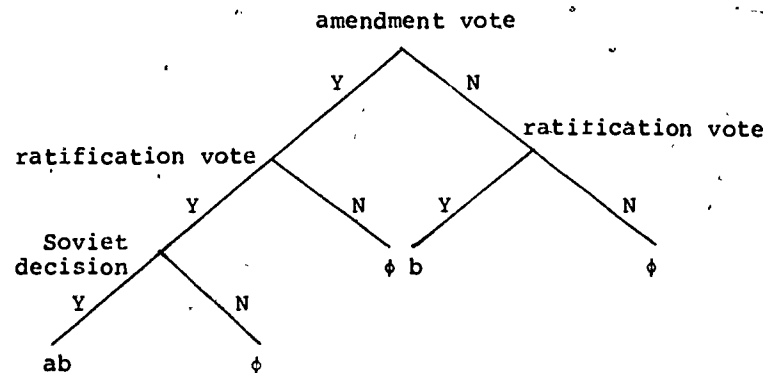 amendment vote
Y N
ratification vote
ratification vote
Y N Y N
Soviet
decision
φ b φ
Y N
ab φ